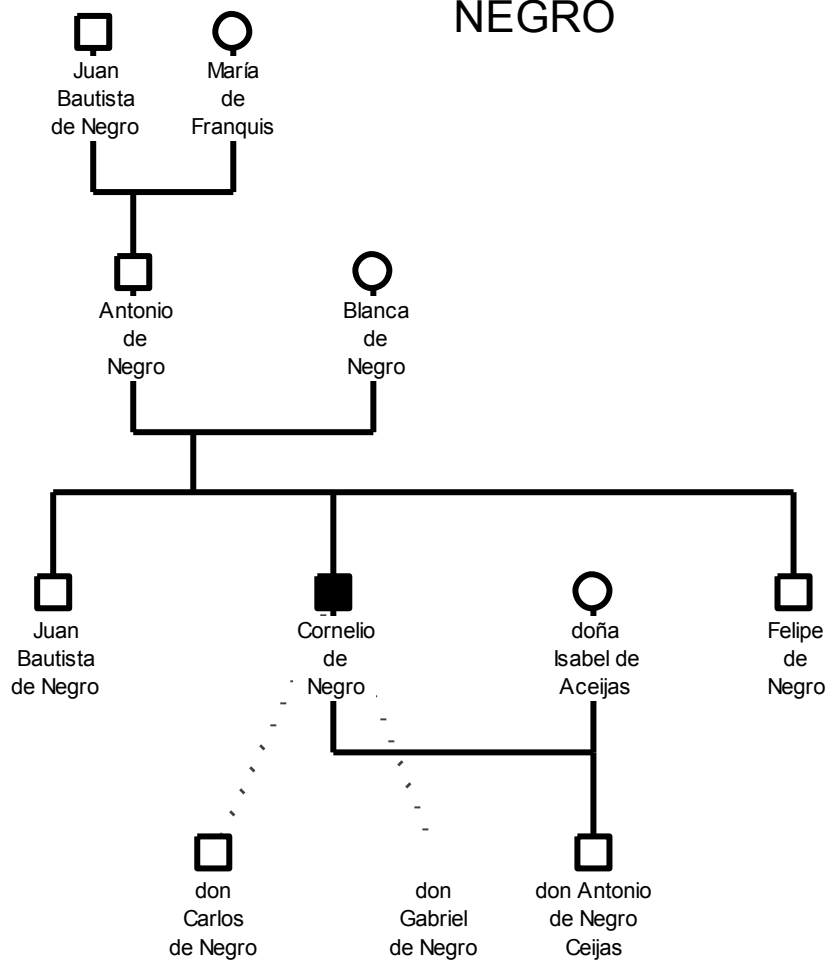 NEGRO
Juan
Bautista
de Negro
María
de
Franquis
Antonio
de
Negro
Blanca
de
Negro
Juan
Bautista
de Negro
Cornelio
de
Negro
doña
Isabel de
Aceijas
Felipe
de
Negro
don
Carlos
de Negro
don
Gabriel
de Negro
don Antonio
de Negro
Ceijas